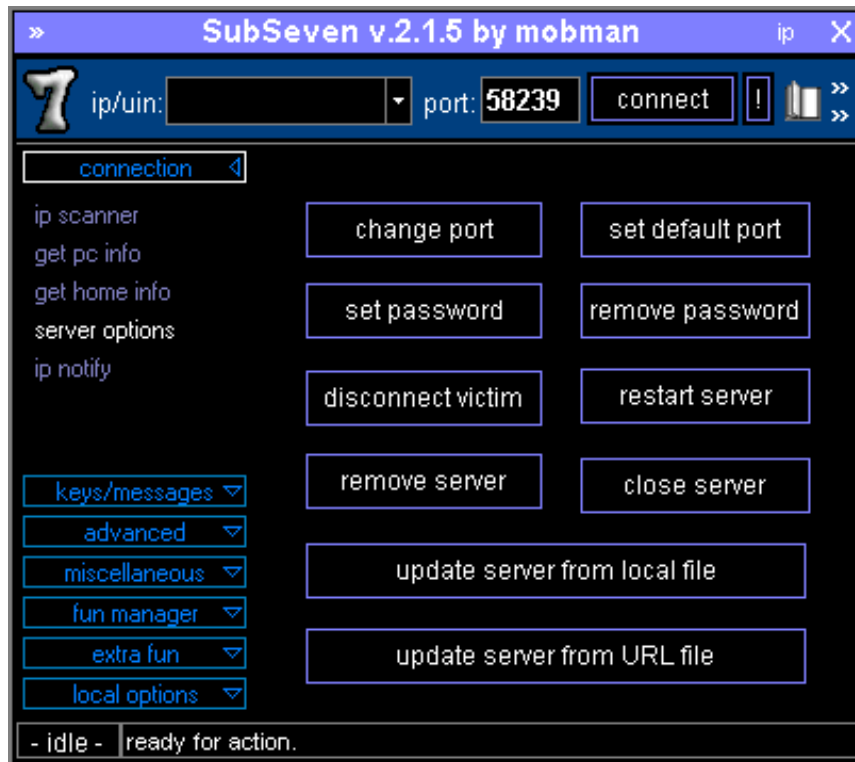 » SubSeven v.2.1.5 by mobman ip X
7 ip/uin: port: 58239 connect ! » »
connection
ip scanner
get pc info
get home info
server options
ip notify
change port set default port
set password remove password
disconnect victim restart server
remove server close server
update server from local file
update server from URL file
keys/messages
advanced
miscellaneous
fun manager
extra fun
local options
- idle - ready for action.